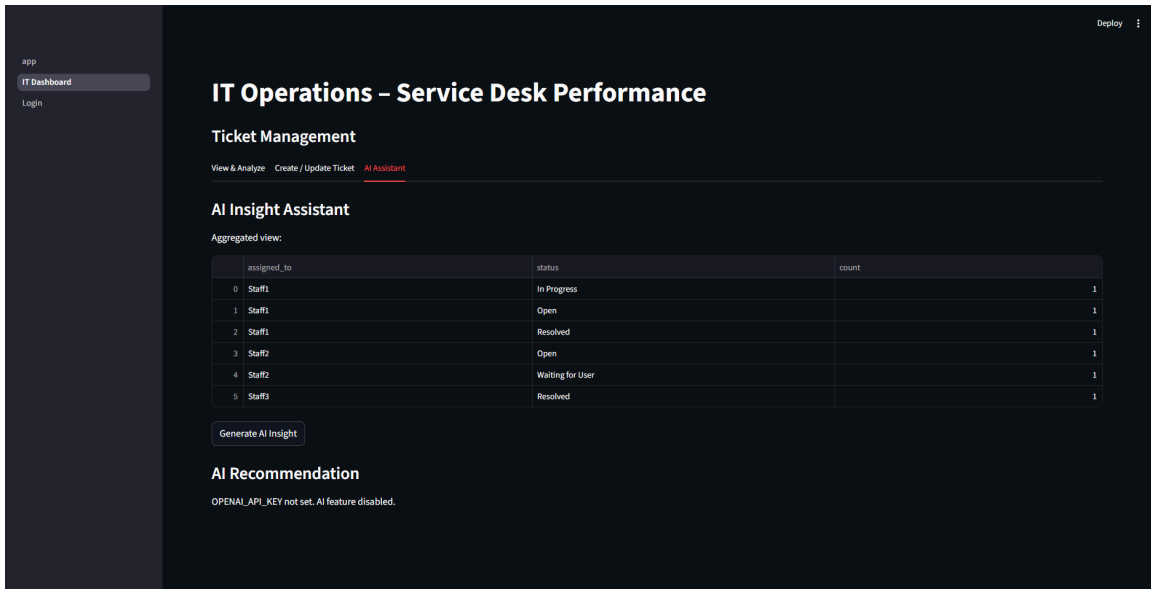 Deploy
app
IT Dashboard
Login
IT Operations – Service Desk Performance
Ticket Management
View & Analyze Create / Update Ticket AI Assistant
AI Insight Assistant
Aggregated view:
assigned_to status count
0 Staff1 In Progress 1
1 Staff1 Open 1
2 Staff1 Resolved 1
3 Staff2 Open 1
4 Staff2 Waiting for User 1
5 Staff3 Resolved 1
Generate AI Insight
AI Recommendation
OPENAI_API_KEY not set. AI feature disabled.